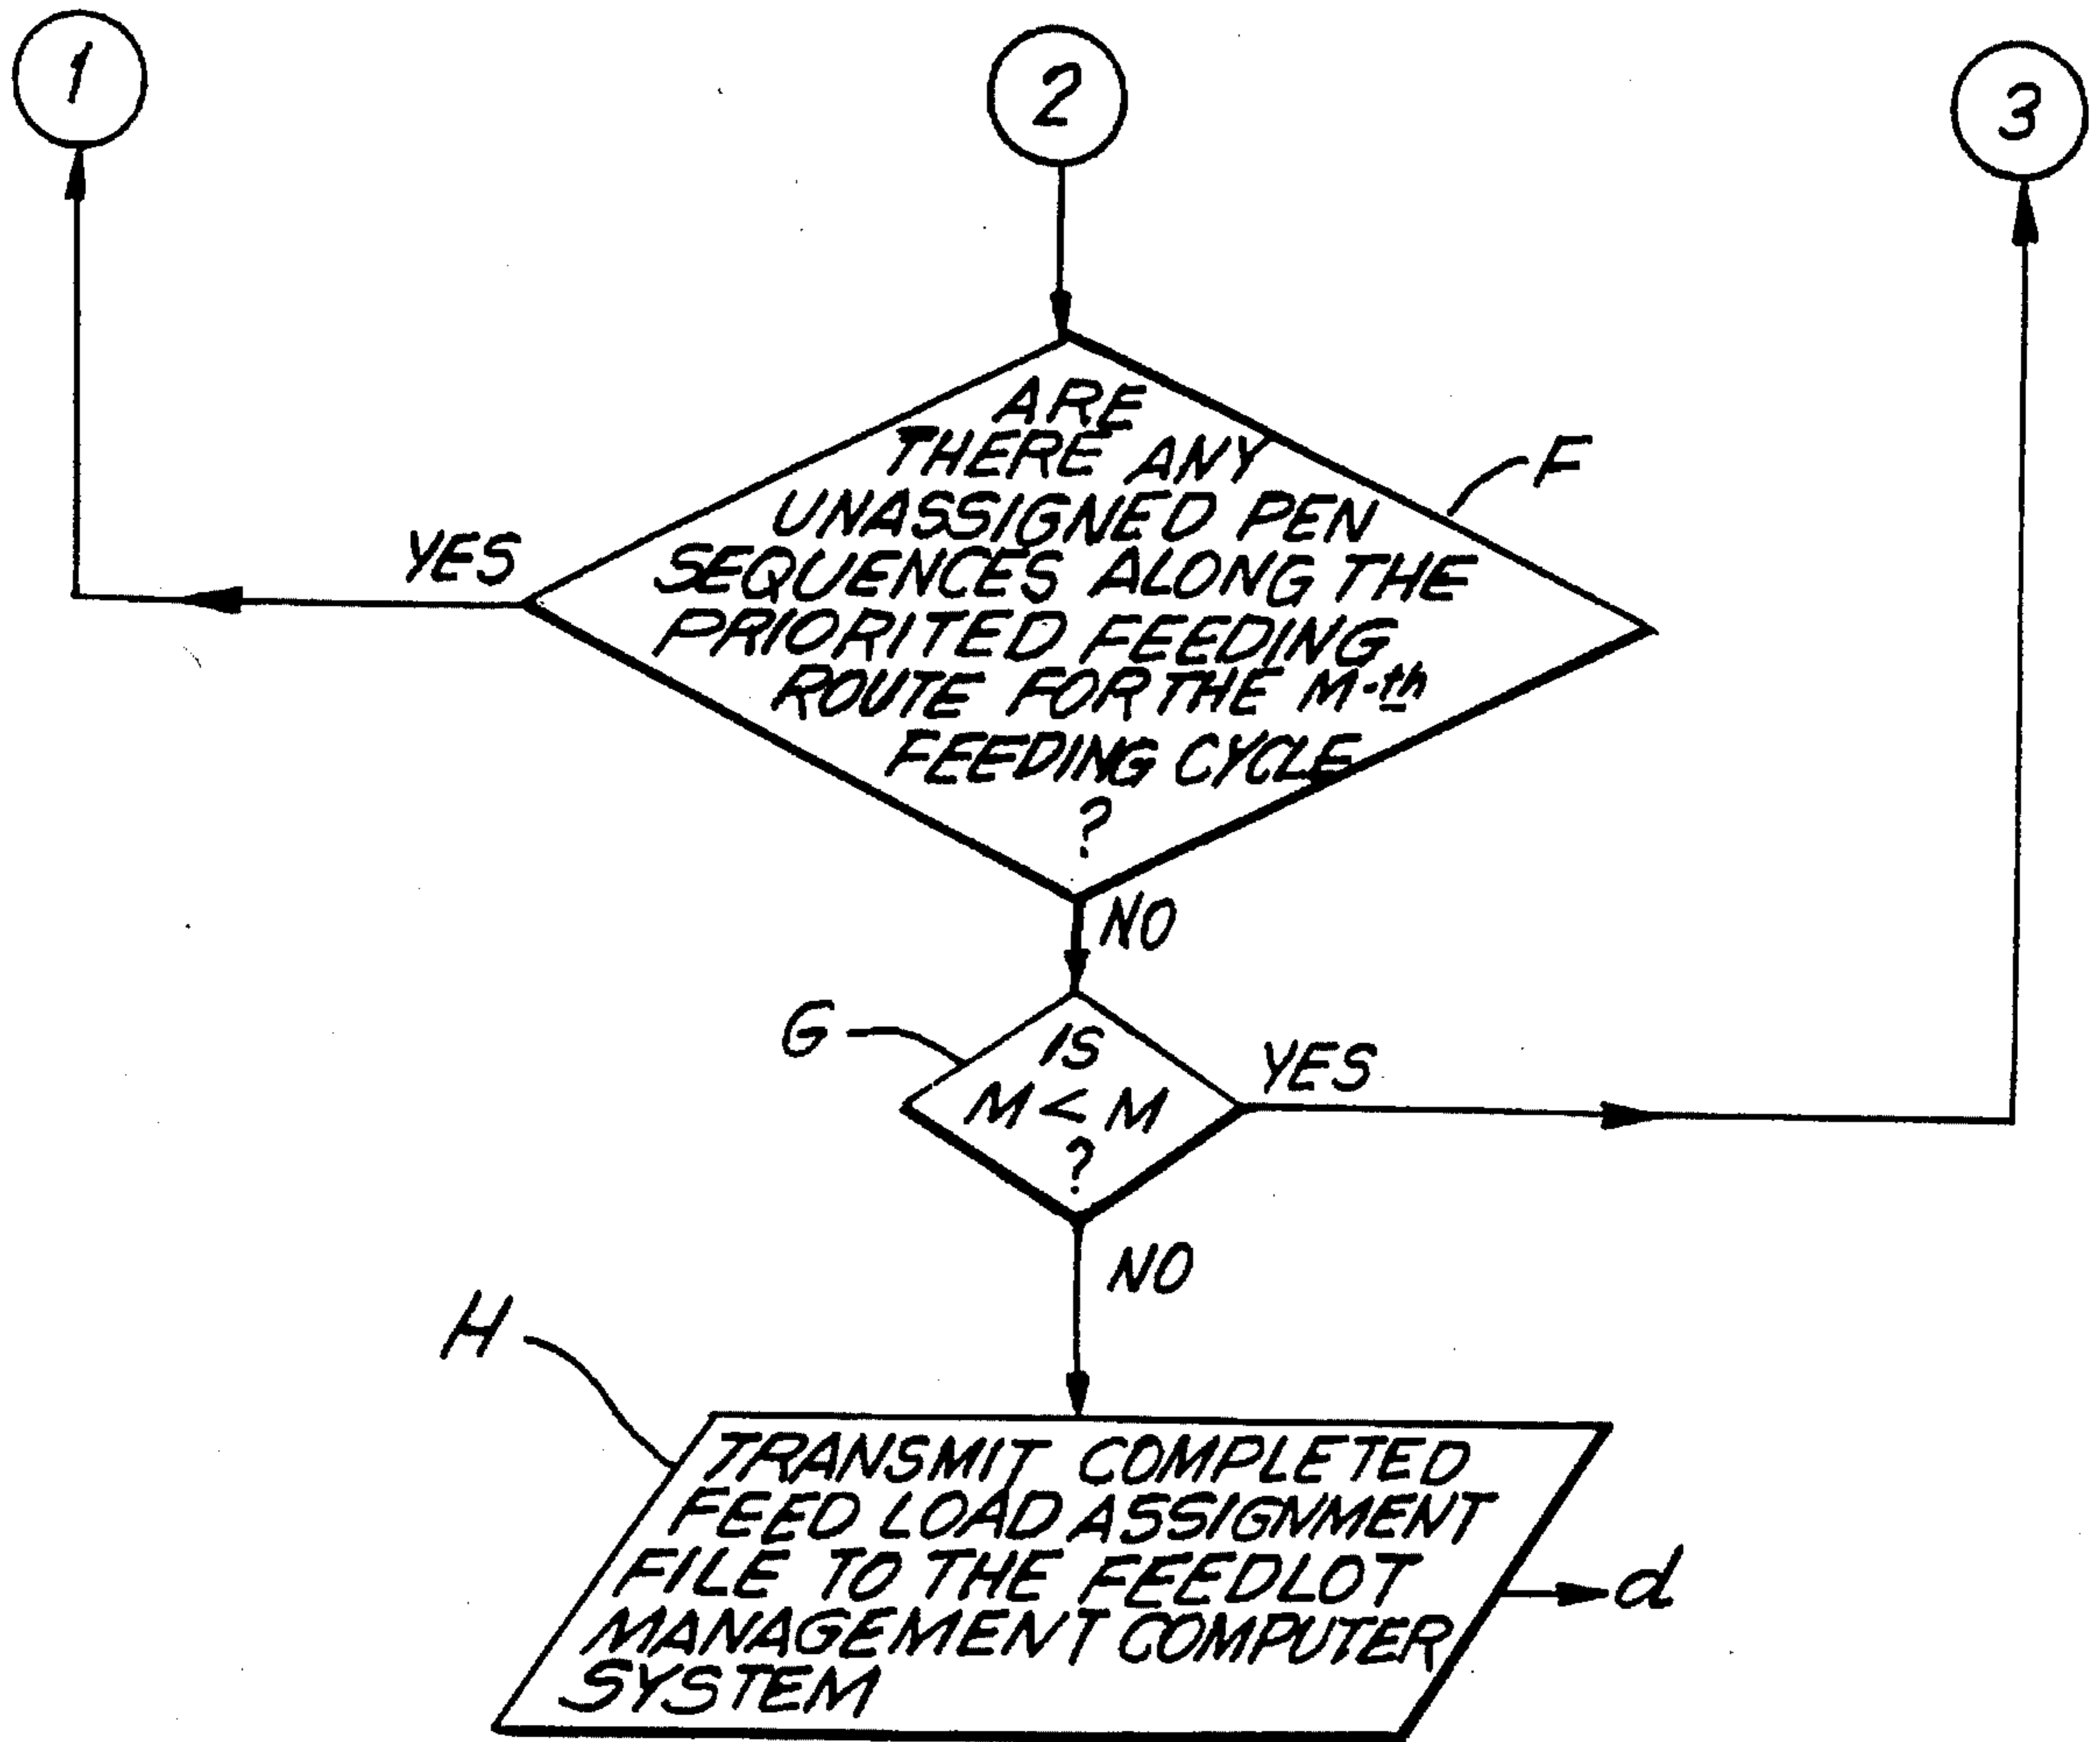 1
2
3
ARE
THERE ANY
UNASSIGNED PEN
SEQUENCES ALONG THE
PRIORITED FEEDING
ROUTE FOR THE M-th
FEEDING CYCLE
?
F
YES
NO
G
IS
M < M
?
YES
NO
H
TRANSMIT COMPLETED
FEED LOAD ASSIGNMENT
FILE TO THE FEEDLOT
MANAGEMENT COMPUTER
SYSTEM
d